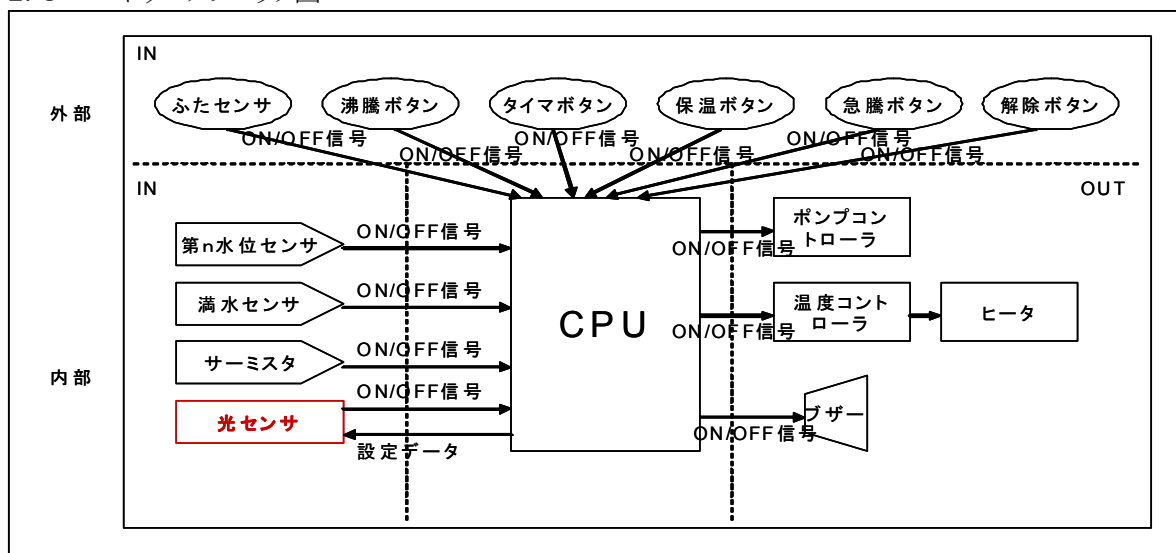 IN
外部
ふたセンサ
沸騰ボタン
タイマボタン
保温ボタン
急騰ボタン
解除ボタン
ON/OFF信号
ON/OFF信号
ON/OFF信号
ON/OFF信号
ON/OFF信号
ON/OFF信号
IN
OUT
内部
第n水位センサ
ON/OFF信号
満水センサ
ON/OFF信号
サーミスタ
ON/OFF信号
光センサ
ON/OFF信号
設定データ
CPU
ON/OFF信号
ポンプコン
トローラ
ON/OFF信号
温度コント
ローラ
ヒータ
ON/OFF信号
ブザー